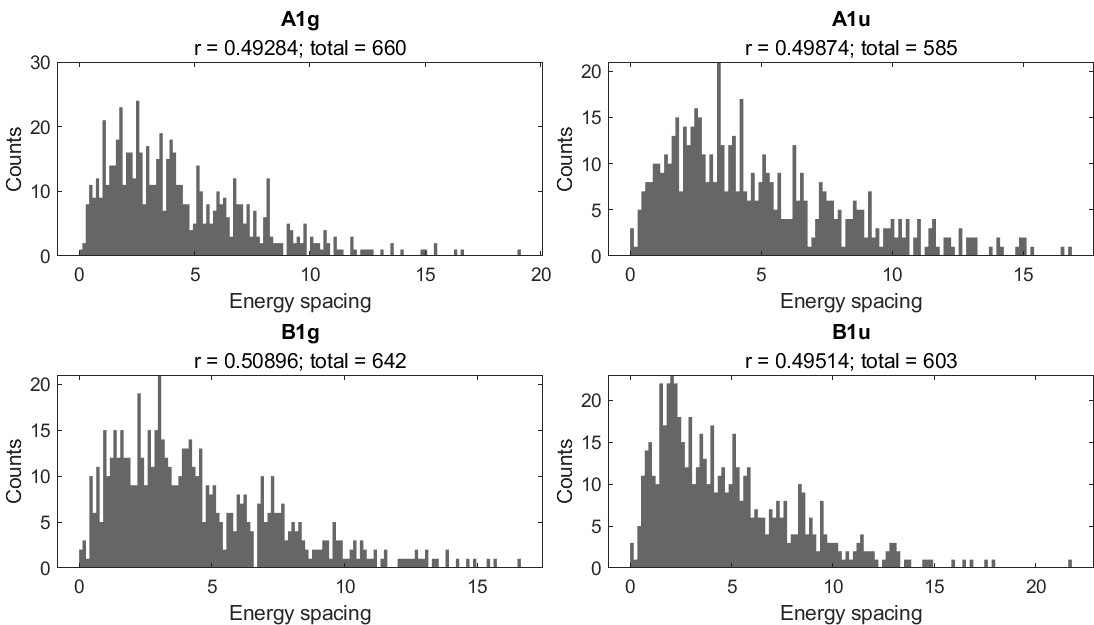 A1g
r = 0.49284; total = 660
30
20
10
0
Counts
0 5 10 15 20
Energy spacing
A1u
r = 0.49874; total = 585
20
15
10
5
0
Counts
0 5 10 15
Energy spacing
B1g
r = 0.50896; total = 642
20
15
10
5
0
Counts
0 5 10 15
Energy spacing
B1u
r = 0.49514; total = 603
20
15
10
5
0
Counts
0 5 10 15 20
Energy spacing